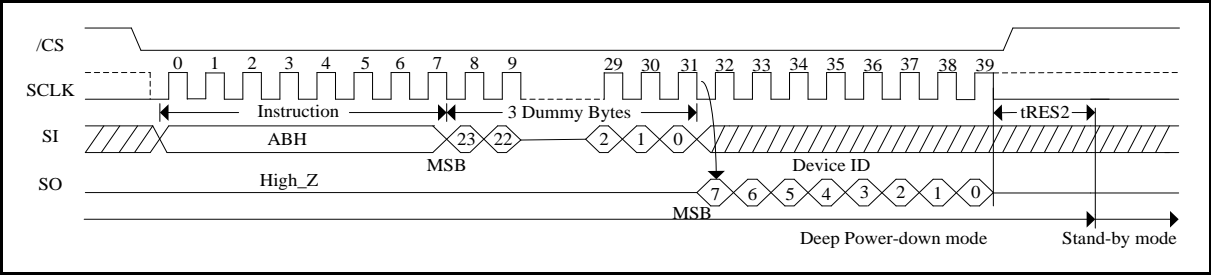 /CS
0 1 2 3 4 5 6 7 8 9 29 30 31 32 33 34 35 36 37 38 39
SCLK
Instruction 3 Dummy Bytes tRES2
SI ABH 23 22 2 1 0
MSB Device ID
SO High_Z 7 6 5 4 3 2 1 0
MSB
Deep Power-down mode Stand-by mode